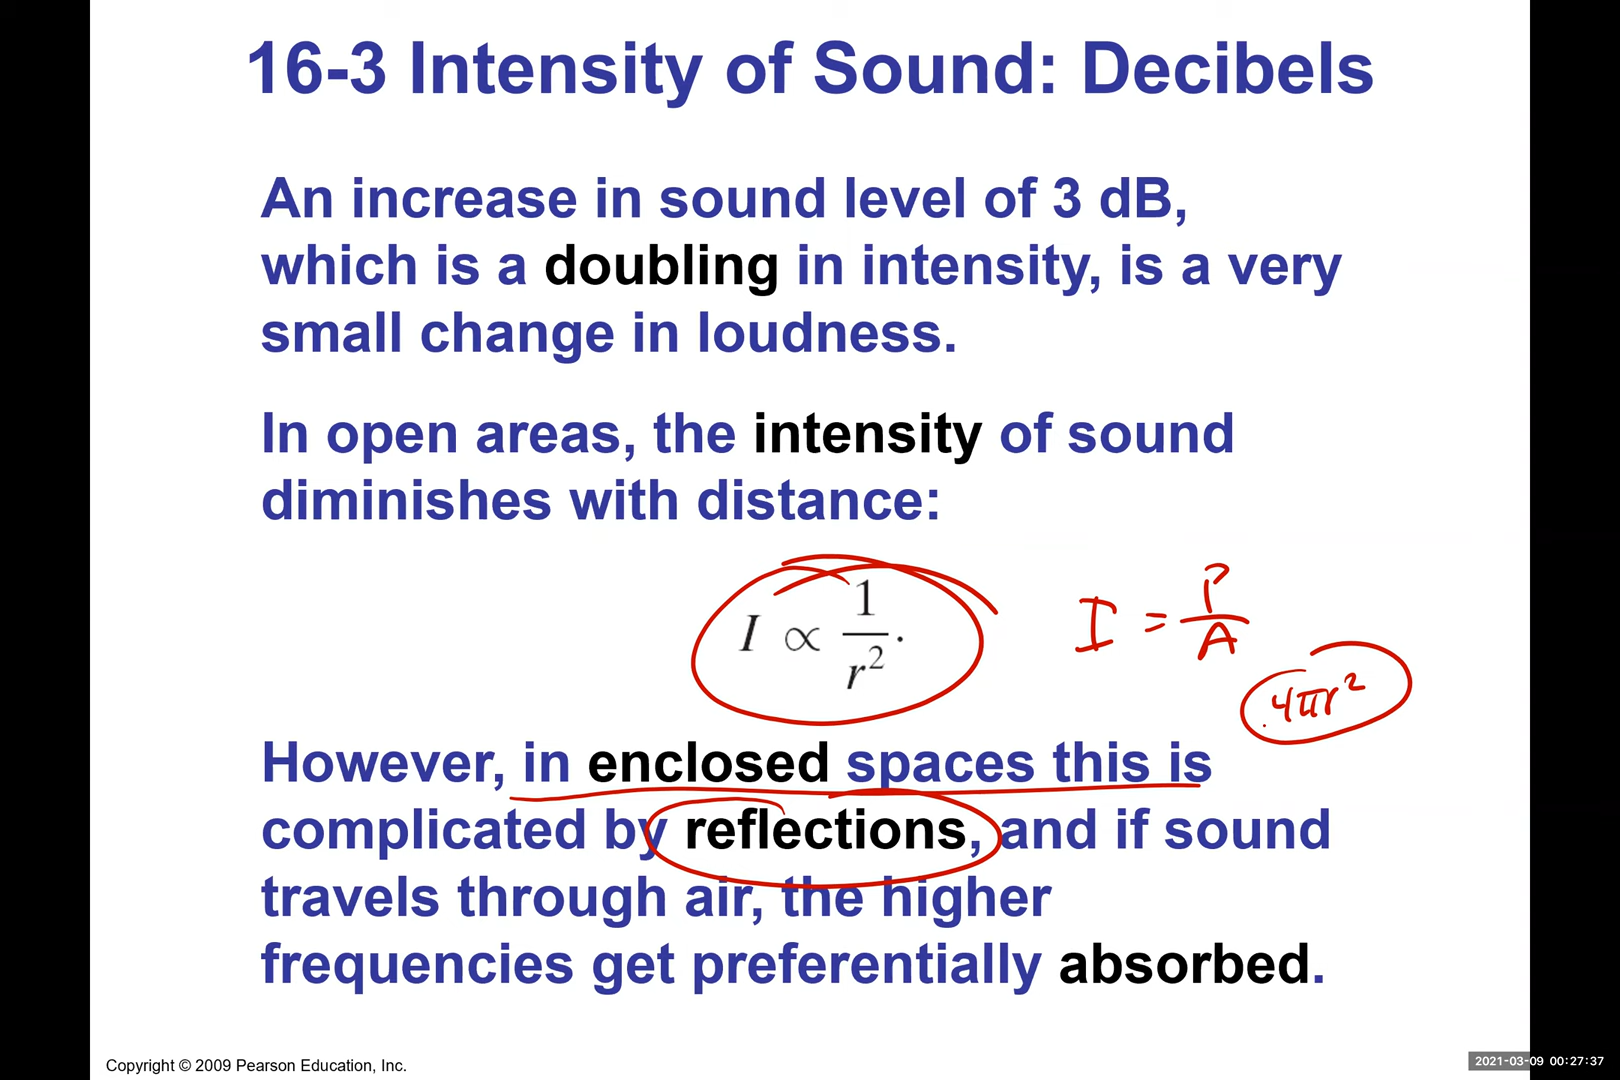 16-3 Intensity of Sound: Decibels
An increase in sound level of 3 dB,
which is a doubling in intensity, is a very
small change in loudness.
In open areas, the intensity of sound
diminishes with distance:
I ∝ 1/r².
I = P/A
4πr²
However, in enclosed spaces this is
complicated by reflections, and if sound
travels through air, the higher
frequencies get preferentially absorbed.
Copyright © 2009 Pearson Education, Inc.
2021-03-09 00:27:37